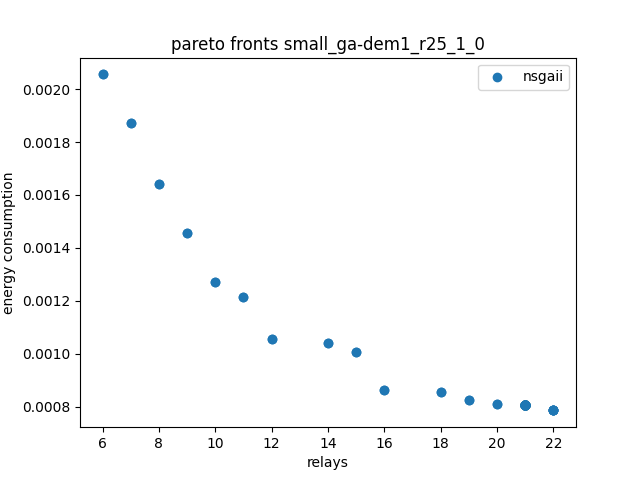 pareto fronts small_ga-dem1_r25_1_0
nsgaii
energy consumption
0.0020
0.0018
0.0016
0.0014
0.0012
0.0010
0.0008
6 8 10 12 14 16 18 20 22
relays